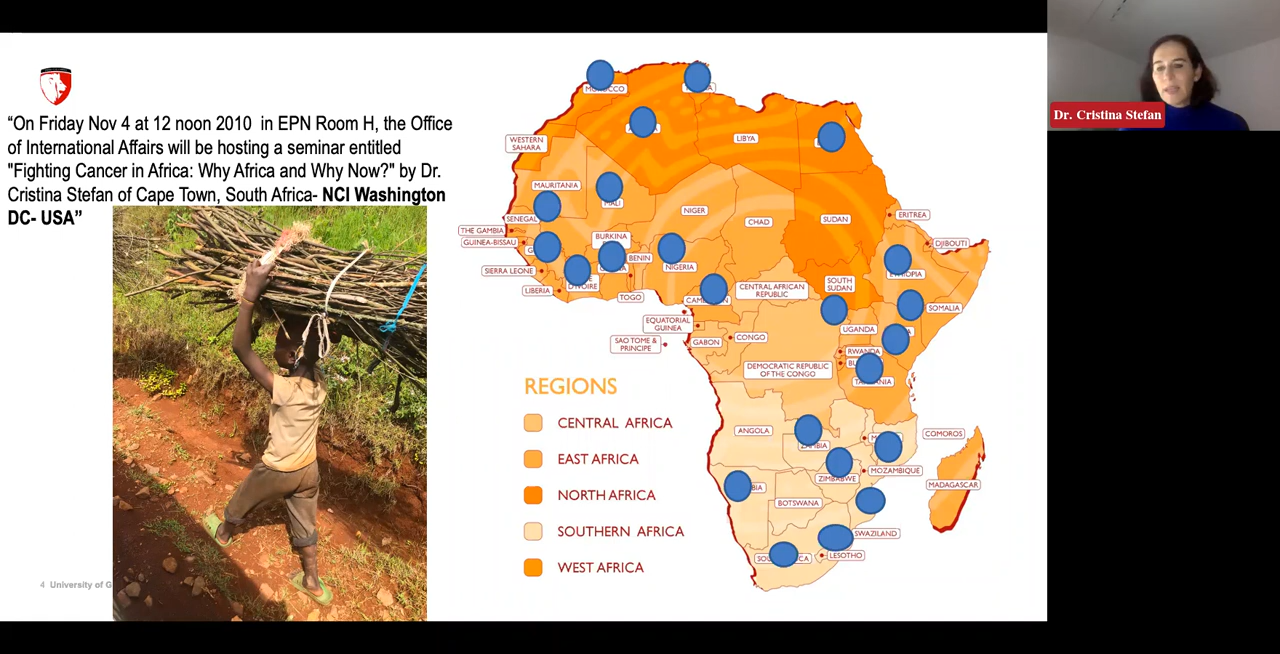 “On Friday Nov 4 at 12 noon 2010 in EPN Room H, the Office
of International Affairs will be hosting a seminar entitled
"Fighting Cancer in Africa: Why Africa and Why Now?" by Dr.
Cristina Stefan of Cape Town, South Africa- NCI Washington
DC- USA”
4 University of G
Dr. Cristina Stefan
LIBYA
WESTERN
SAHARA
MAURITANIA
NIGER
CHAD
SUDAN
ERITREA
SENEGAL
THE GAMBIA
GUINEA-BISSAU
BURKINA
DJIBOUTI
BENIN
NIGERIA
SIERRA LEONE
LIBERIA
TOGO
CENTRAL AFRICAN
REPUBLIC
SOUTH
SUDAN
SOMALIA
EQUATORIAL
GUINEA
UGANDA
SAO TOME &
PRINCIPE
GABON
CONGO
RWANDA
DEMOCRATIC REPUBLIC
OF THE CONGO
REGIONS
CENTRAL AFRICA
EAST AFRICA
NORTH AFRICA
SOUTHERN AFRICA
WEST AFRICA
ANGOLA
COMOROS
MOZAMBIQUE
ZIMBABWE
MADAGASCAR
BOTSWANA
SWAZILAND
LESOTHO